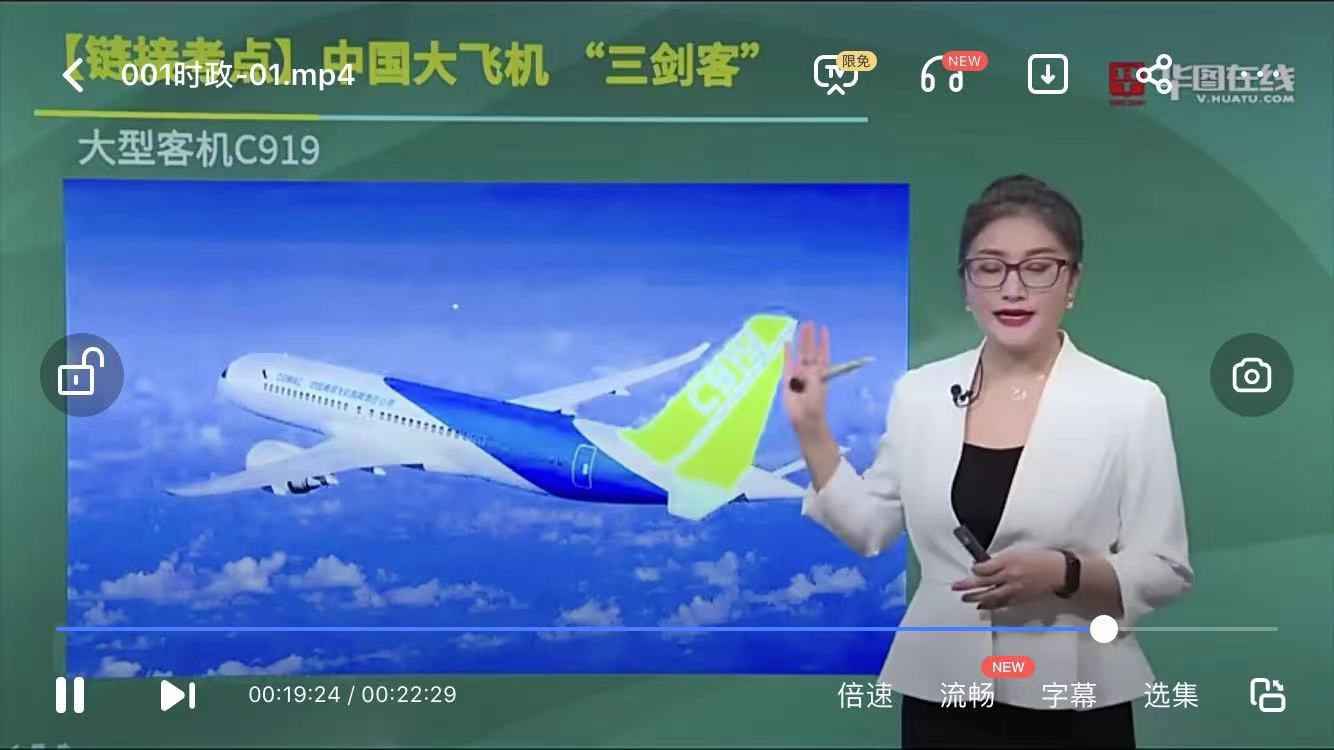 【链接考点】中国大飞机 “三剑客”
001时政-01.mp4
限免
NEW
华图在线
V.HUATU.COM
大型客机C919
COMAC
C919
00:19:24 / 00:22:29
倍速
流畅
NEW
字幕
选集